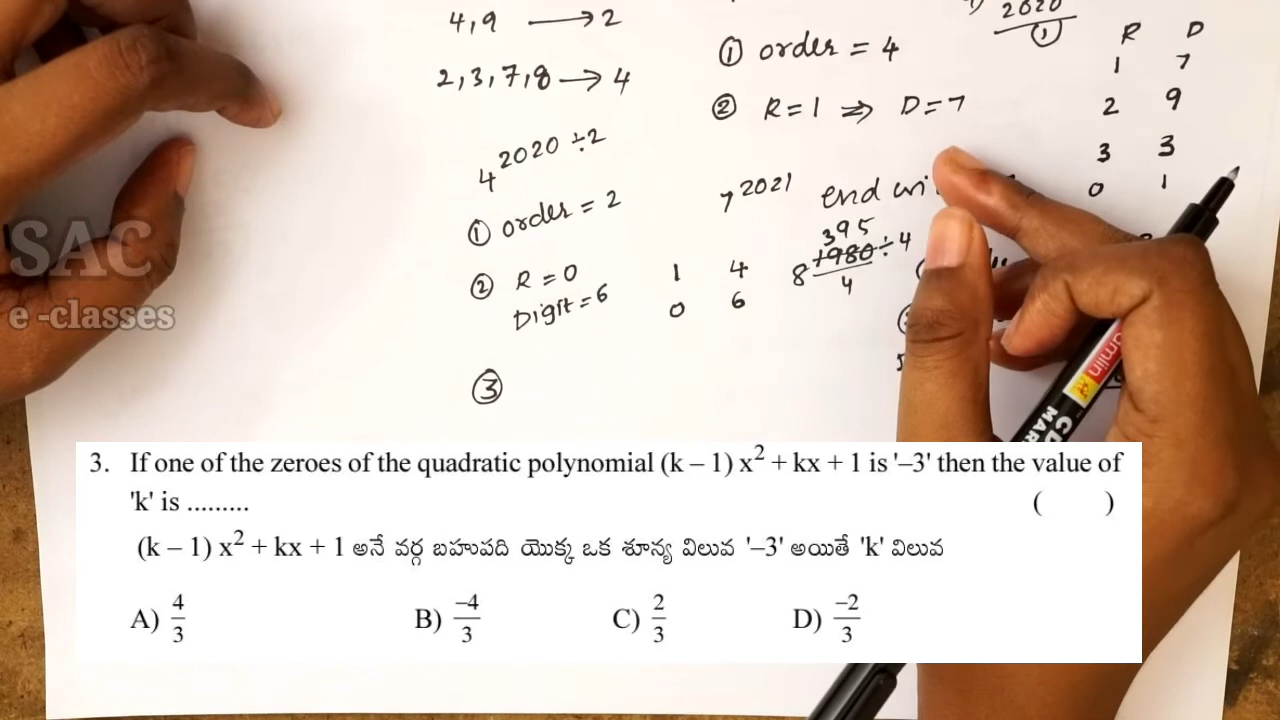 4,9 → 2
2,3,7,8 → 4
4^2020 ÷2
① order = 2
② R = 0
Digit = 6
1 4
0 6
③
2020
①
① order = 4
② R = 1 ⇒ D = 7
7^2021 end wi
395
8^1980 ÷4
4
R D
1 7
2 9
3 3
0 1
SAC
e -classes
3. If one of the zeroes of the quadratic polynomial (k – 1) x² + kx + 1 is '–3' then the value of
'k' is ......... ( )
(k – 1) x² + kx + 1 అనే వర్గ బహుపది యొక్క ఒక శూన్య విలువ '–3' అయితే 'k' విలువ
A) 4/3 B) –4/3 C) 2/3 D) –2/3